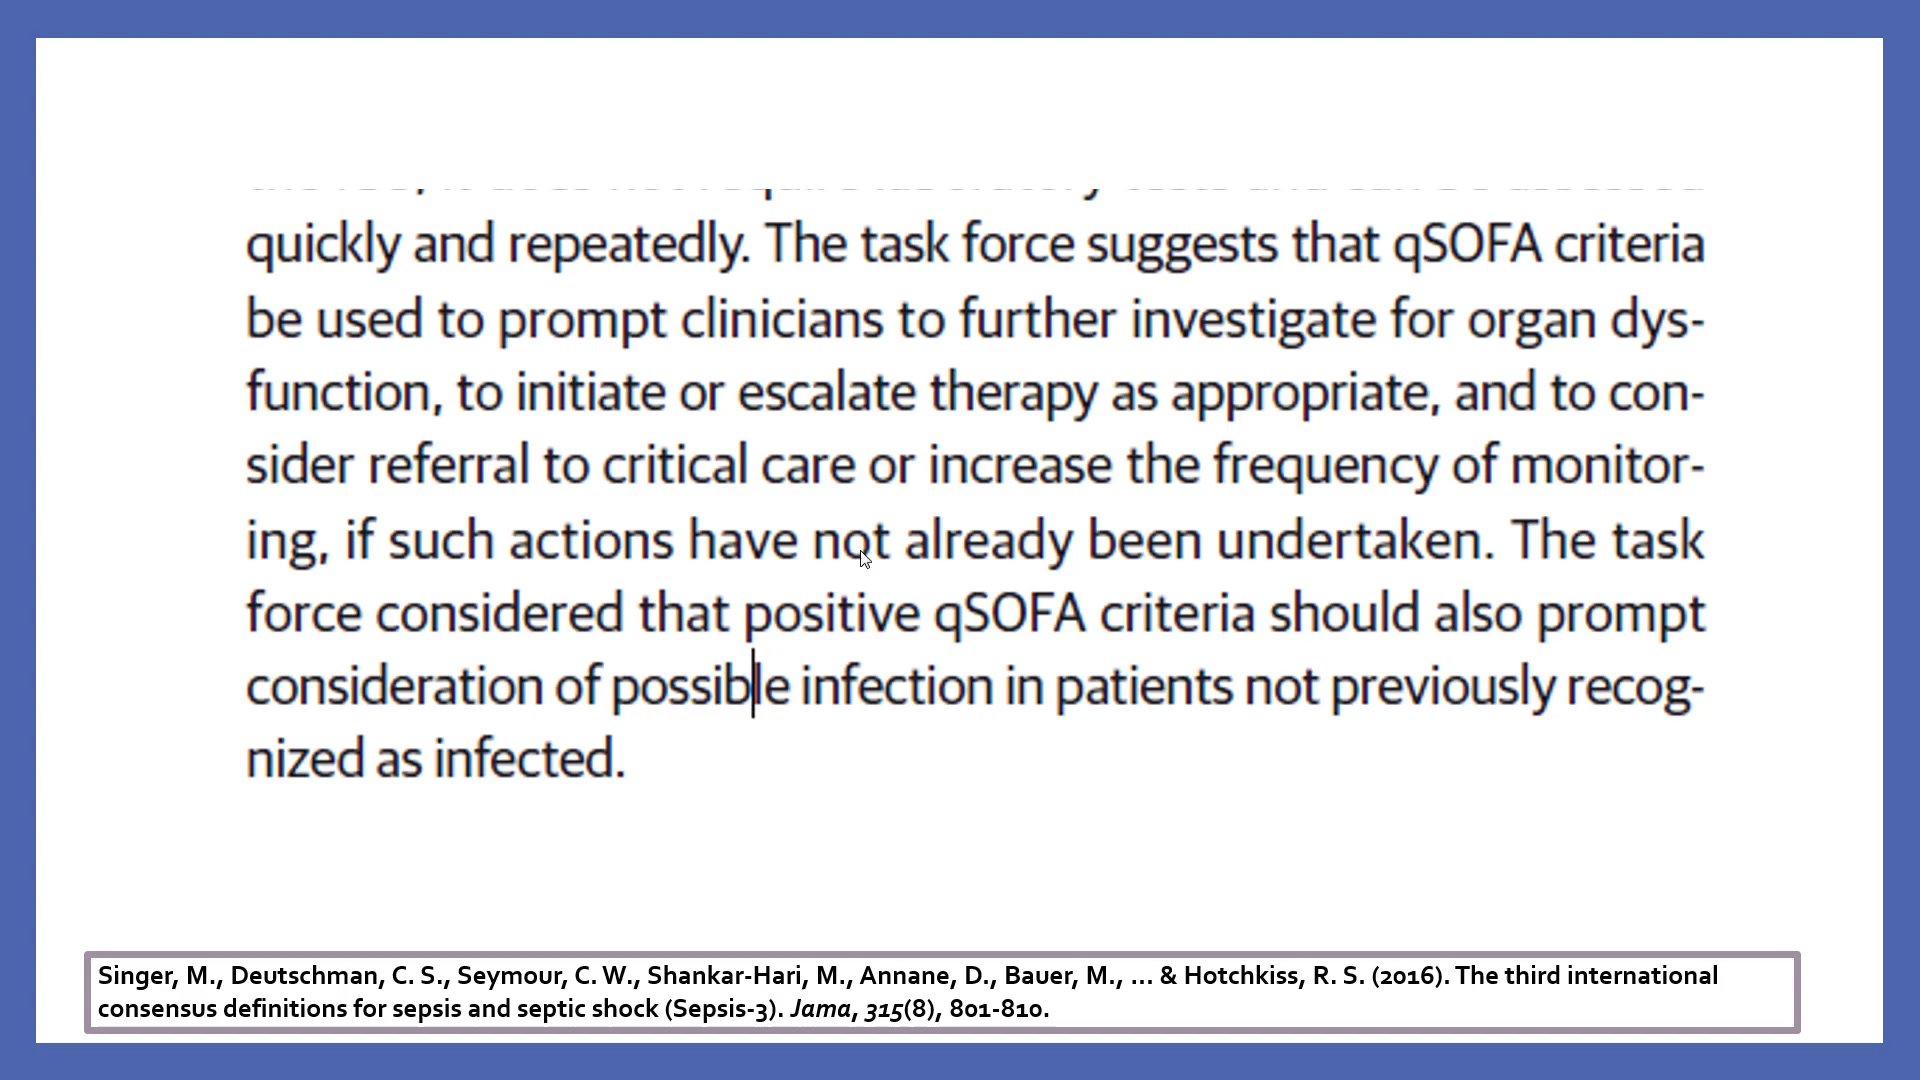 quickly and repeatedly. The task force suggests that qSOFA criteria
be used to prompt clinicians to further investigate for organ dys-
function, to initiate or escalate therapy as appropriate, and to con-
sider referral to critical care or increase the frequency of monitor-
ing, if such actions have not already been undertaken. The task
force considered that positive qSOFA criteria should also prompt
consideration of possible infection in patients not previously recog-
nized as infected.
Singer, M., Deutschman, C. S., Seymour, C. W., Shankar-Hari, M., Annane, D., Bauer, M., ... & Hotchkiss, R. S. (2016). The third international
consensus definitions for sepsis and septic shock (Sepsis-3). Jama, 315(8), 801-810.